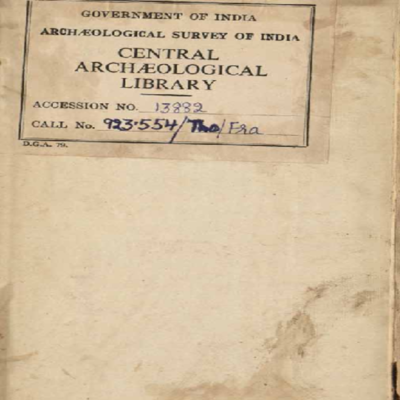 GOVERNMENT OF INDIA
ARCHÆOLOGICAL SURVEY OF INDIA
CENTRAL
ARCHÆOLOGICAL
LIBRARY
ACCESSION NO. 13882
CALL No. 923.554/Tho/Fra
D.G.A. 79.